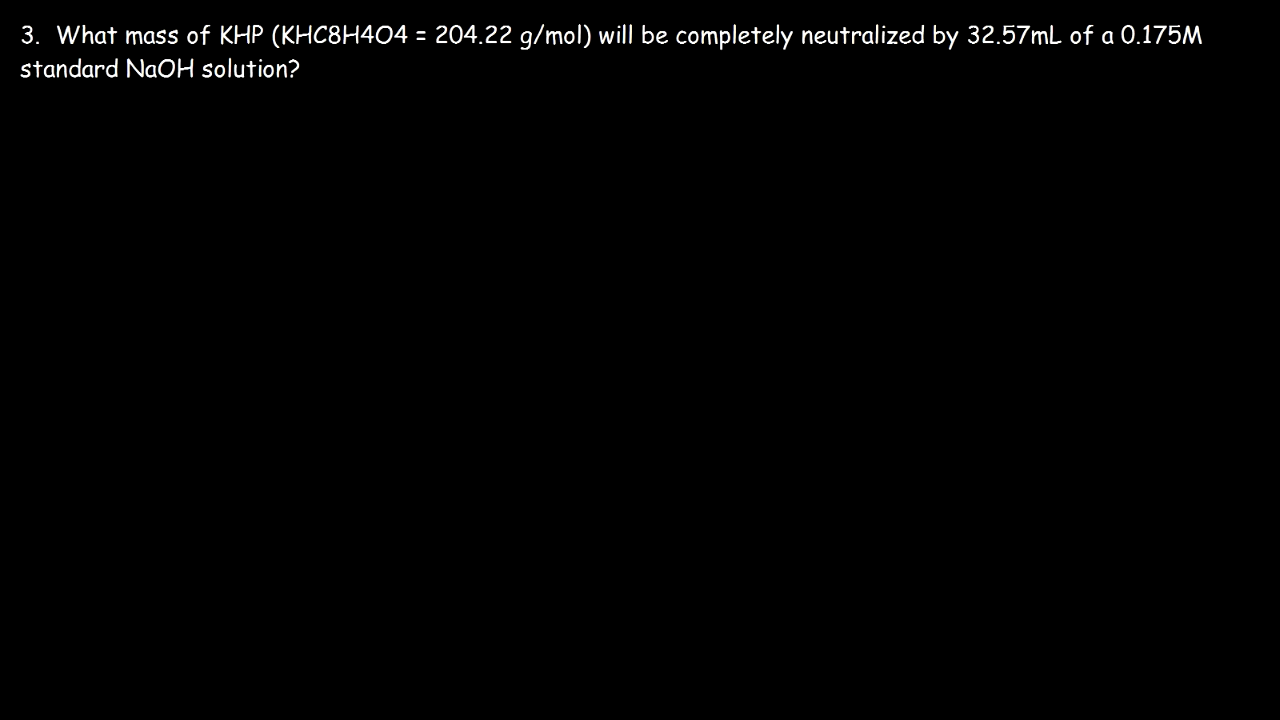 3.  What mass of KHP (KHC8H4O4 = 204.22 g/mol) will be completely neutralized by 32.57mL of a 0.175M
standard NaOH solution?